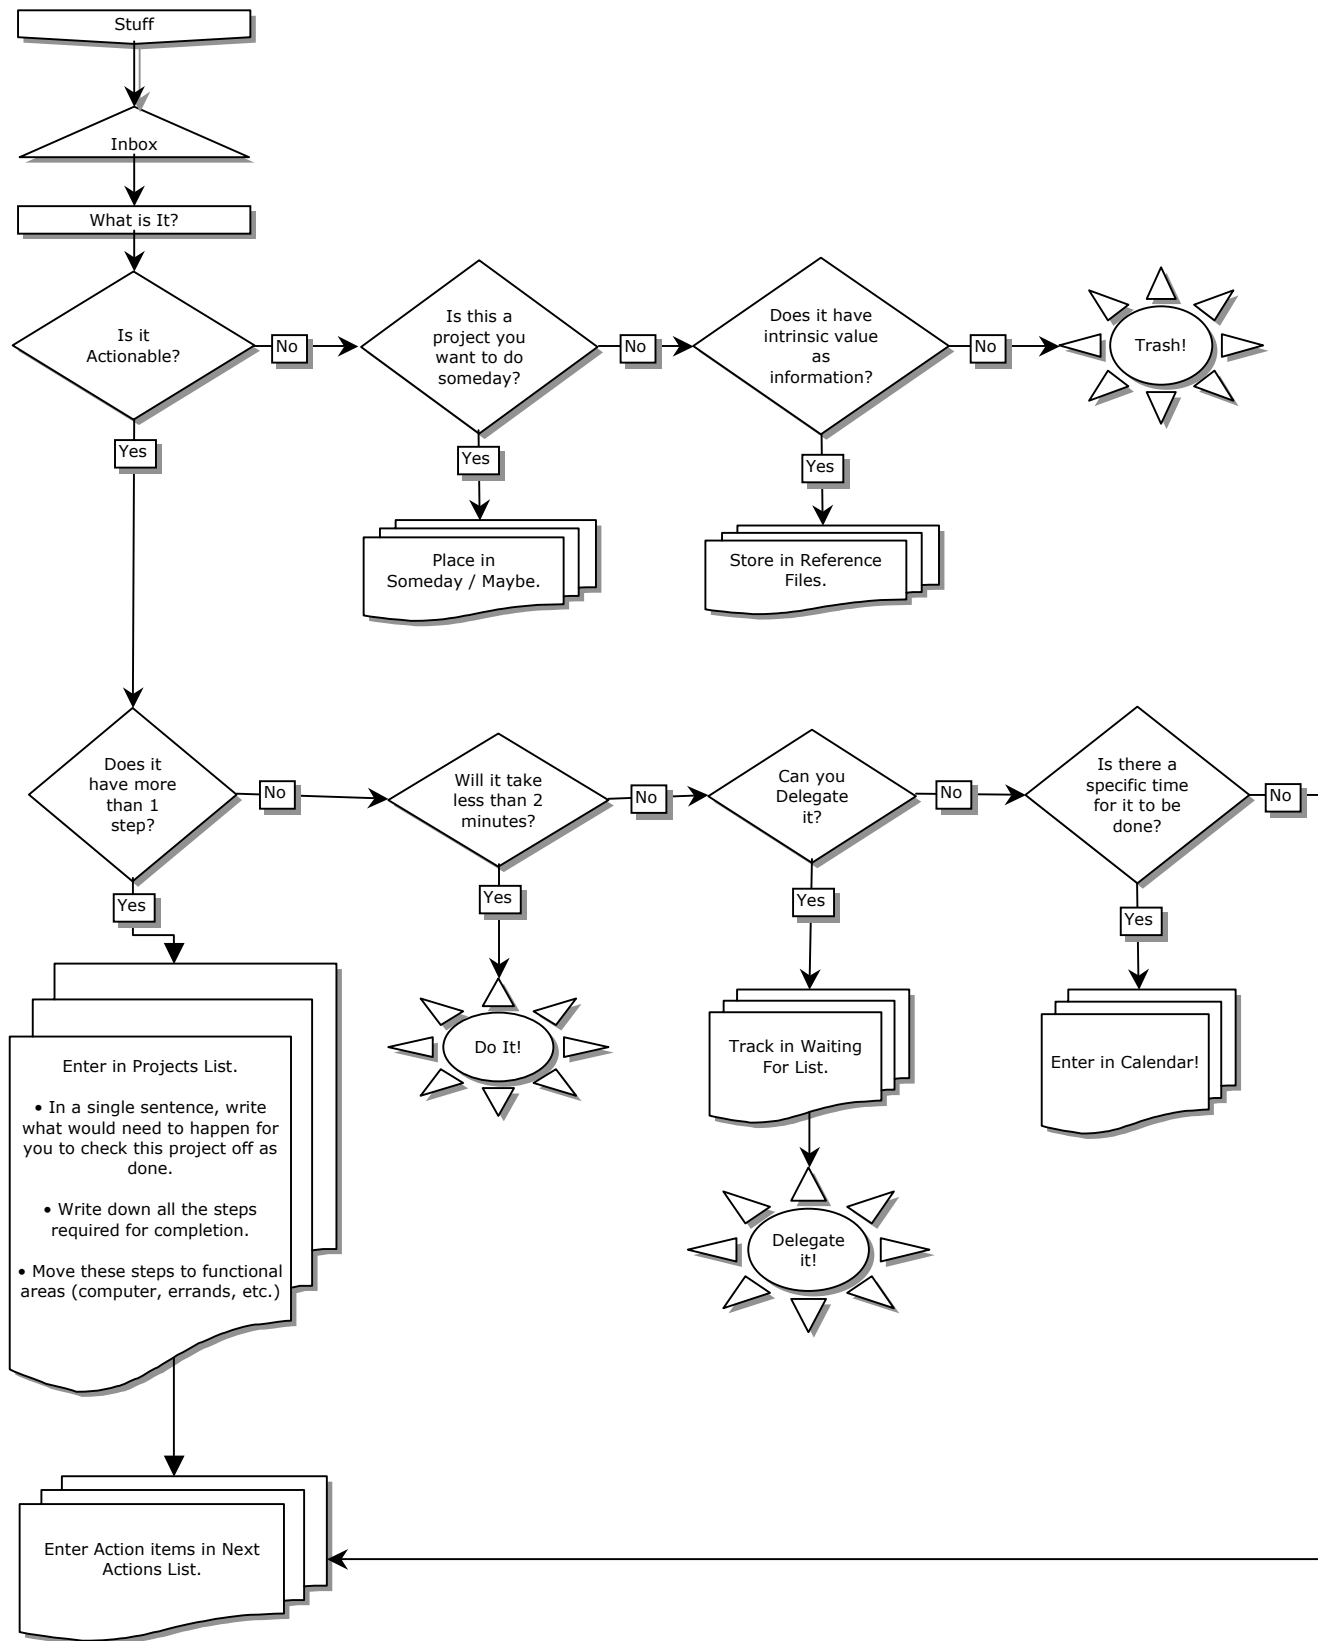 Stuff
Inbox
What is It?
Is it
Actionable?
No
Is this a
project you
want to do
someday?
No
Does it have
intrinsic value
as
information?
No
Trash!
Yes
Yes
Yes
Place in
Someday / Maybe.
Store in Reference
Files.
Does it
have more
than 1
step?
No
Will it take
less than 2
minutes?
No
Can you
Delegate
it?
No
Is there a
specific time
for it to be
done?
No
Yes
Yes
Yes
Yes
Enter in Projects List.
• In a single sentence, write
what would need to happen for
you to check this project off as
done.
• Write down all the steps
required for completion.
• Move these steps to functional
areas (computer, errands, etc.)
Do It!
Track in Waiting
For List.
Enter in Calendar!
Delegate
it!
Enter Action items in Next
Actions List.